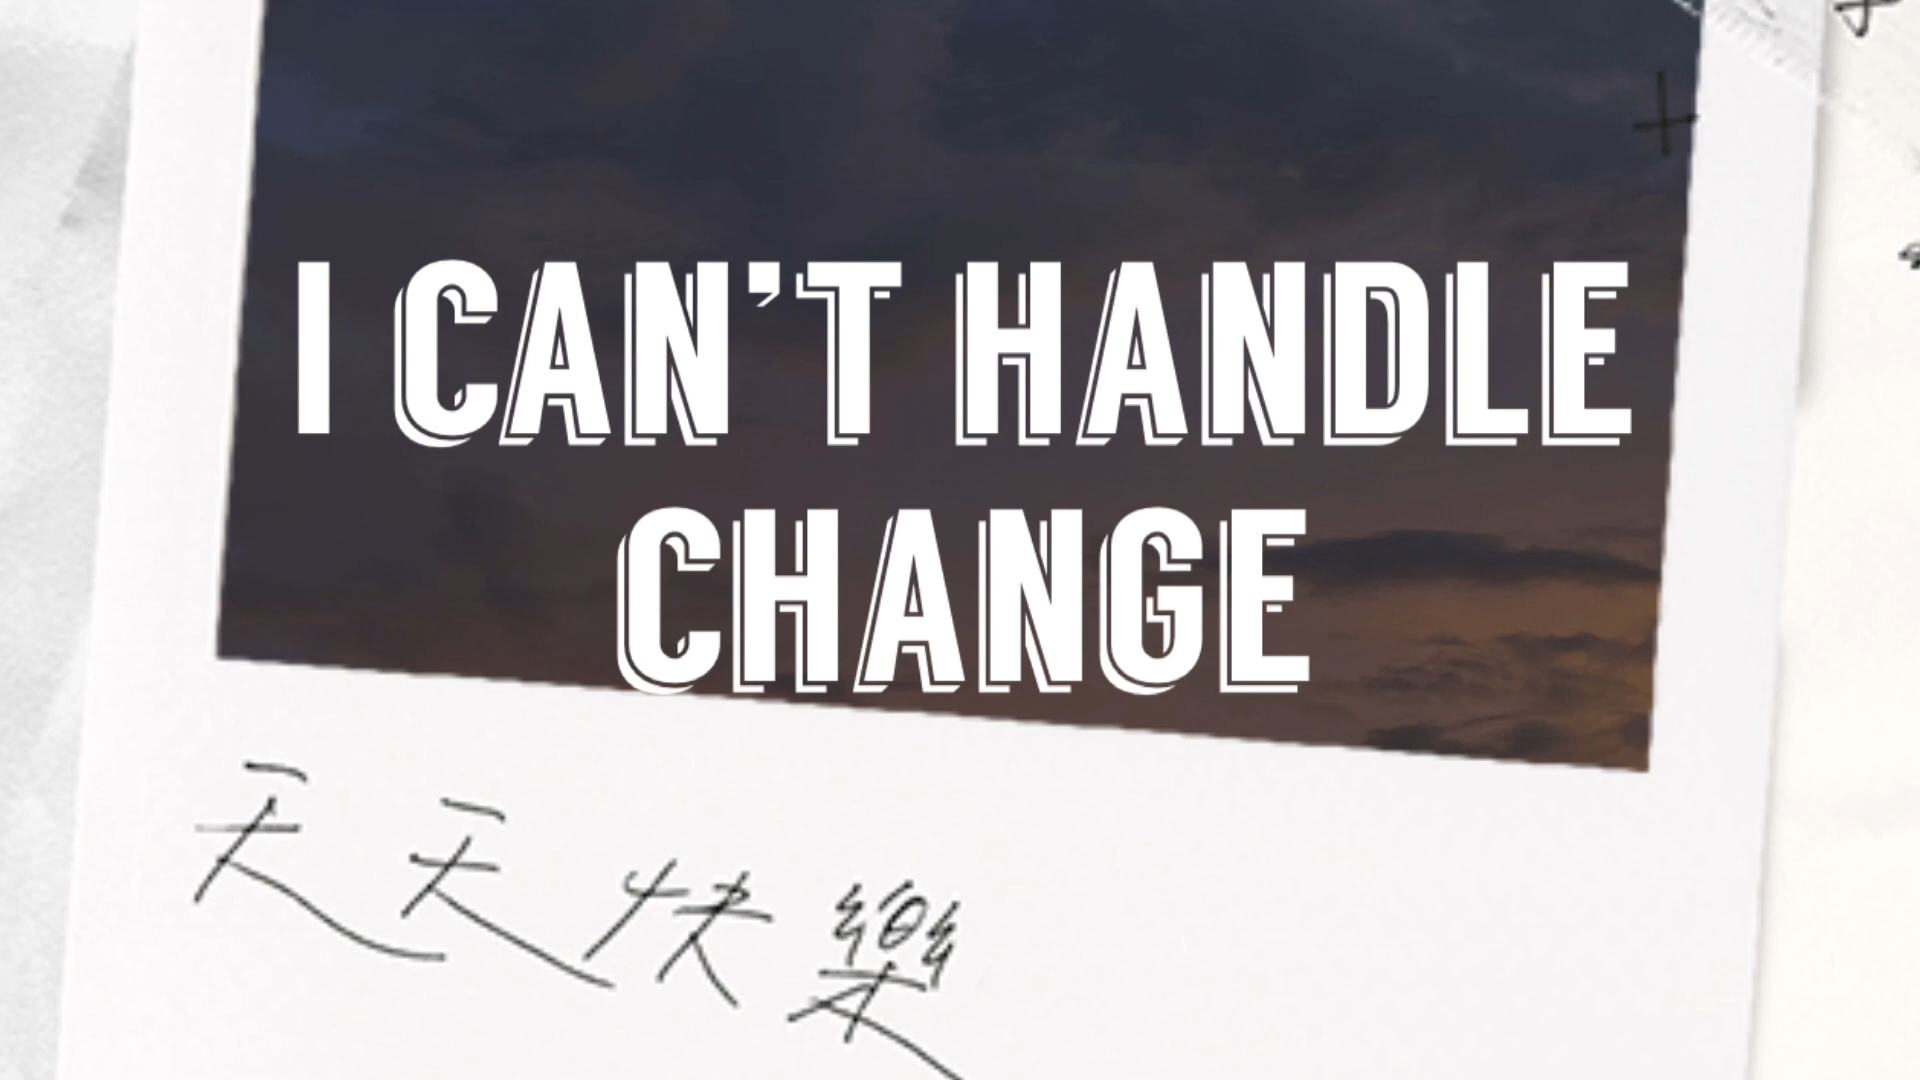 I CAN’T HANDLE
CHANGE
天天快樂